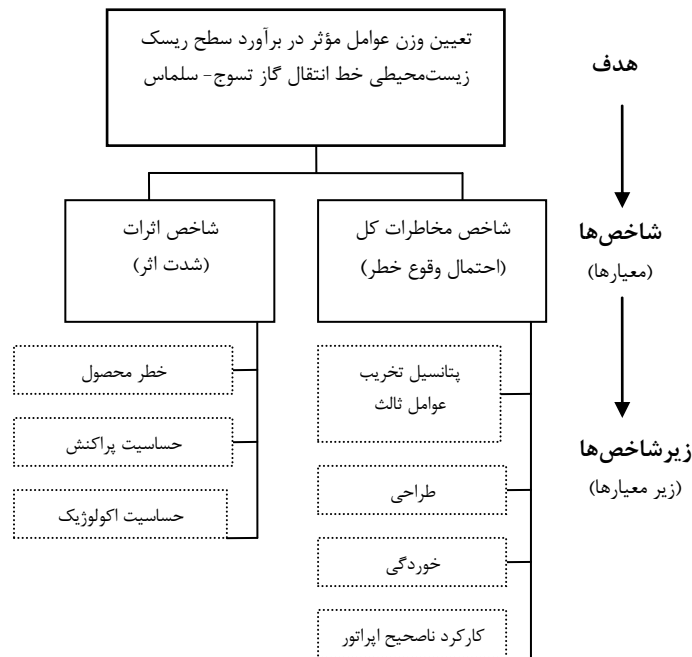 تعیین وزن عوامل مؤثر در برآورد سطح ریسک
زیست‌محیطی خط انتقال گاز تسوج- سلماس
هدف
شاخص مخاطرات کل
(احتمال وقوع خطر)
شاخص اثرات
(شدت اثر)
شاخص‌ها
(معیارها)
پتانسیل تخریب
عوامل ثالث
طراحی
خوردگی
کارکرد ناصحیح اپراتور
خطر محصول
حساسیت پراکنش
حساسیت اکولوژیک
زیرشاخص‌ها
(زیر معیارها)